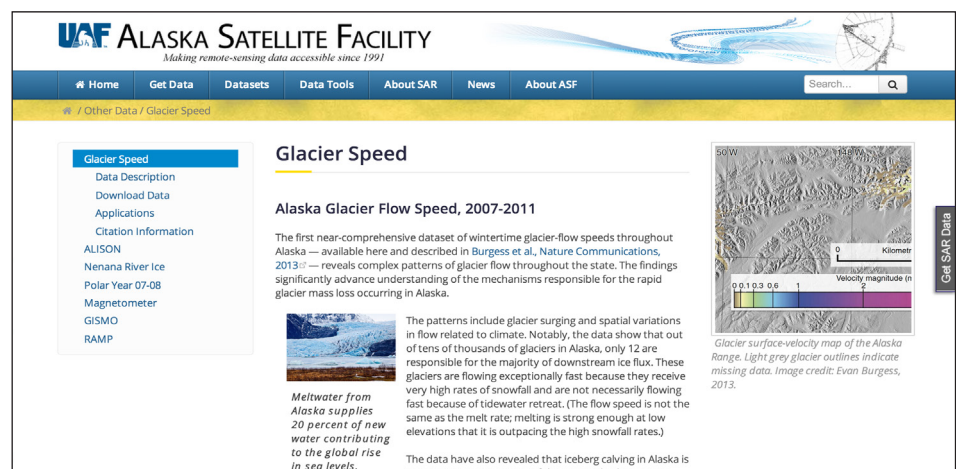 UAF ALASKA SATELLITE FACILITY
Making remote-sensing data accessible since 1991
Home Get Data Datasets Data Tools About SAR News About ASF Search...
/ Other Data / Glacier Speed
Glacier Speed
Data Description
Download Data
Applications
Citation Information
ALISON
Nenana River Ice
Polar Year 07-08
Magnetometer
GISMO
RAMP
Glacier Speed
Alaska Glacier Flow Speed, 2007-2011
The first near-comprehensive dataset of wintertime glacier-flow speeds throughout
Alaska — available here and described in Burgess et al., Nature Communications,
2013 — reveals complex patterns of glacier flow throughout the state. The findings
significantly advance understanding of the mechanisms responsible for the rapid
glacier mass loss occurring in Alaska.
Meltwater from
Alaska supplies
20 percent of new
water contributing
to the global rise
in sea levels.
The patterns include glacier surging and spatial variations
in flow related to climate. Notably, the data show that out
of tens of thousands of glaciers in Alaska, only 12 are
responsible for the majority of downstream ice flux. These
glaciers are flowing exceptionally fast because they receive
very high rates of snowfall and are not necessarily flowing
fast because of tidewater retreat. (The flow speed is not the
same as the melt rate; melting is strong enough at low
elevations that it is outpacing the high snowfall rates.)
The data have also revealed that iceberg calving in Alaska is
50 W 148 W
0 Kilometr
Velocity magnitude (n
0 0.1 0.3 0.6 1 2
Glacier surface-velocity map of the Alaska
Range. Light grey glacier outlines indicate
missing data. Image credit: Evan Burgess,
2013.
Get SAR Data